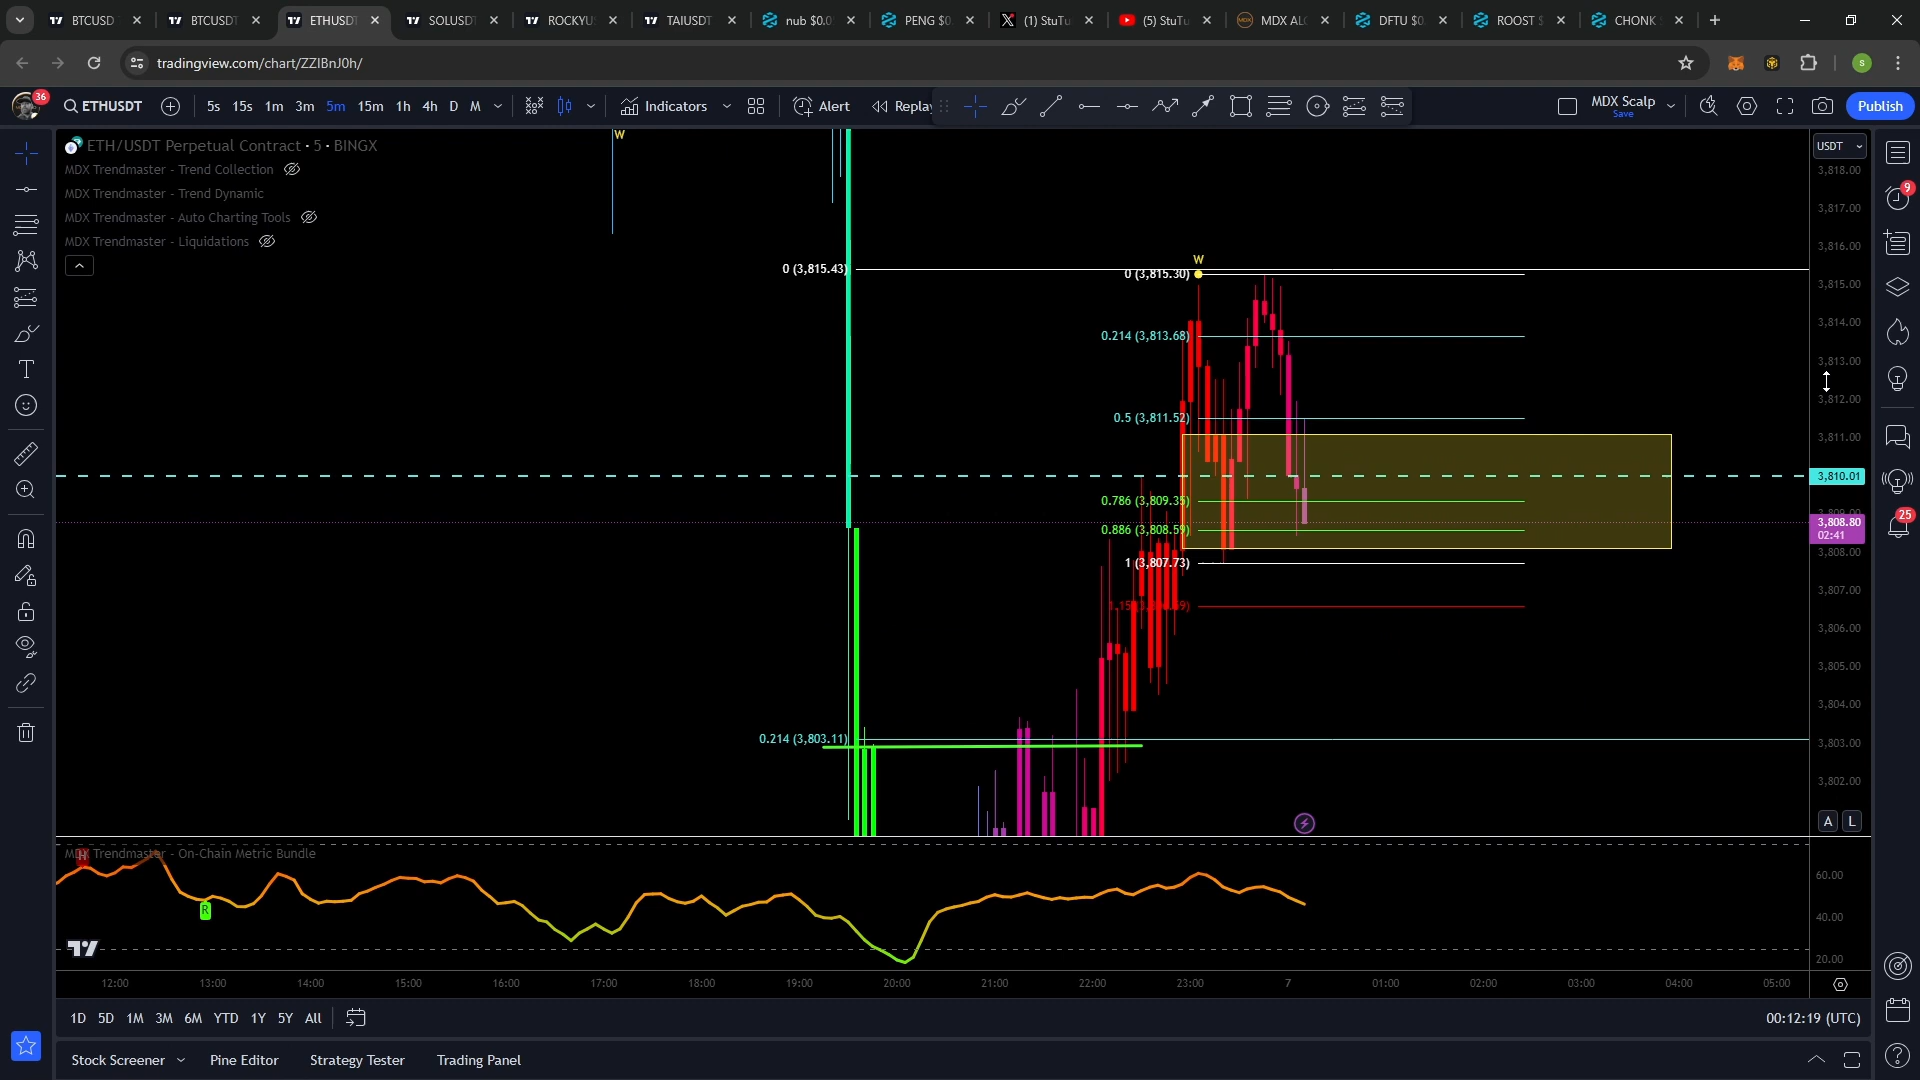 BTCUSD
BTCUSDT
ETHUSDT
SOLUSDT
ROCKYUS
TAIUSDT
nub $0.0
PENG $0
(1) StuTu
(5) StuTu
MDX ALG
DFTU $0.
ROOST $
CHONK
tradingview.com/chart/ZZIBnJ0h/
S
36
ETHUSDT
5s 15s 1m 3m 5m 15m 1h 4h D M
Indicators
Alert
Replay
MDX Scalp
Save
Publish
ETH/USDT Perpetual Contract · 5 · BINGX
MDX Trendmaster - Trend Collection
MDX Trendmaster - Trend Dynamic
MDX Trendmaster - Auto Charting Tools
MDX Trendmaster - Liquidations
W
W
0 (3,815.43)
0 (3,815.30)
0.214 (3,813.68)
0.5 (3,811.52)
0.786 (3,809.35)
0.886 (3,808.59)
1 (3,807.73)
0.214 (3,803.11)
USDT
3,818.00
3,817.00
3,816.00
3,815.00
3,814.00
3,813.00
3,812.00
3,811.00
3,810.01
3,809.00
3,808.80
02:41
3,808.00
3,807.00
3,806.00
3,805.00
3,804.00
3,803.00
3,802.00
A L
9
25
MDX Trendmaster - On-Chain Metric Bundle
H
R
60.00
40.00
20.00
12:00 13:00 14:00 15:00 16:00 17:00 18:00 19:00 20:00 21:00 22:00 23:00 7 01:00 02:00 03:00 04:00 05:00
1D 5D 1M 3M 6M YTD 1Y 5Y All
00:12:19 (UTC)
Stock Screener
Pine Editor
Strategy Tester
Trading Panel